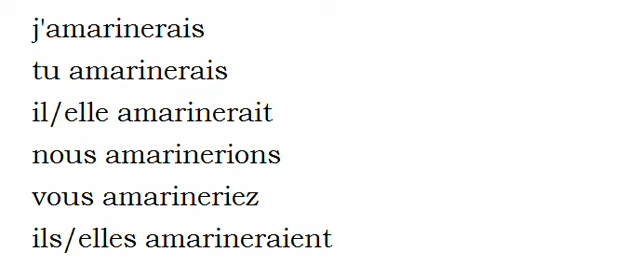 j'amarinerais
tu amarinerais
il/elle amarinerait
nous amarinerions
vous amarineriez
ils/elles amarineraient